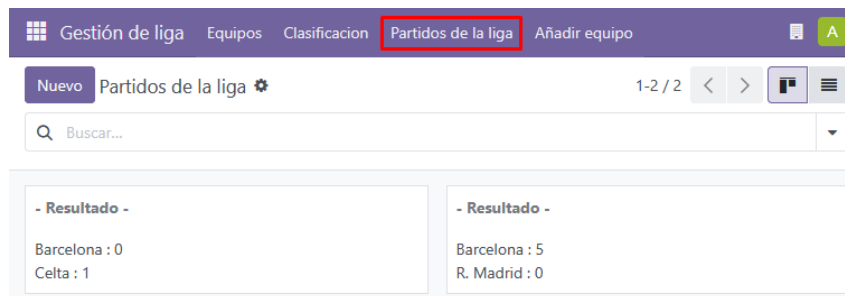 Gestión de liga Equipos Clasificacion Partidos de la liga Añadir equipo A
Nuevo Partidos de la liga 1-2 / 2
Buscar...
- Resultado -
Barcelona : 0
Celta : 1
- Resultado -
Barcelona : 5
R. Madrid : 0